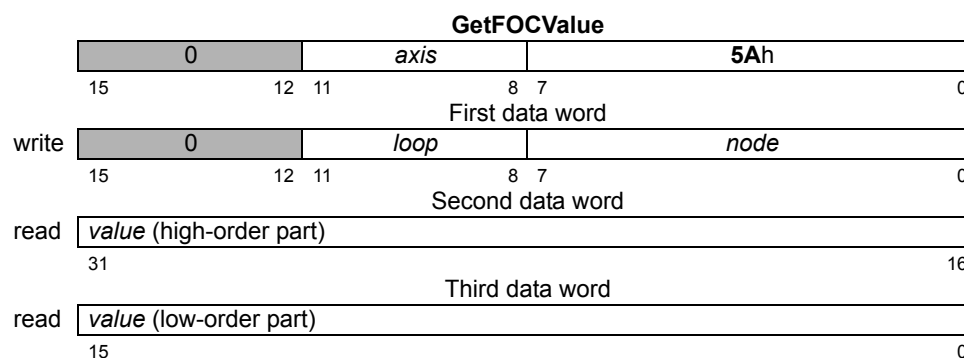 GetFOCValue
0 axis 5Ah
15 12 11 8 7 0
First data word
write 0 loop node
15 12 11 8 7 0
Second data word
read value (high-order part)
31 16
Third data word
read value (low-order part)
15 0